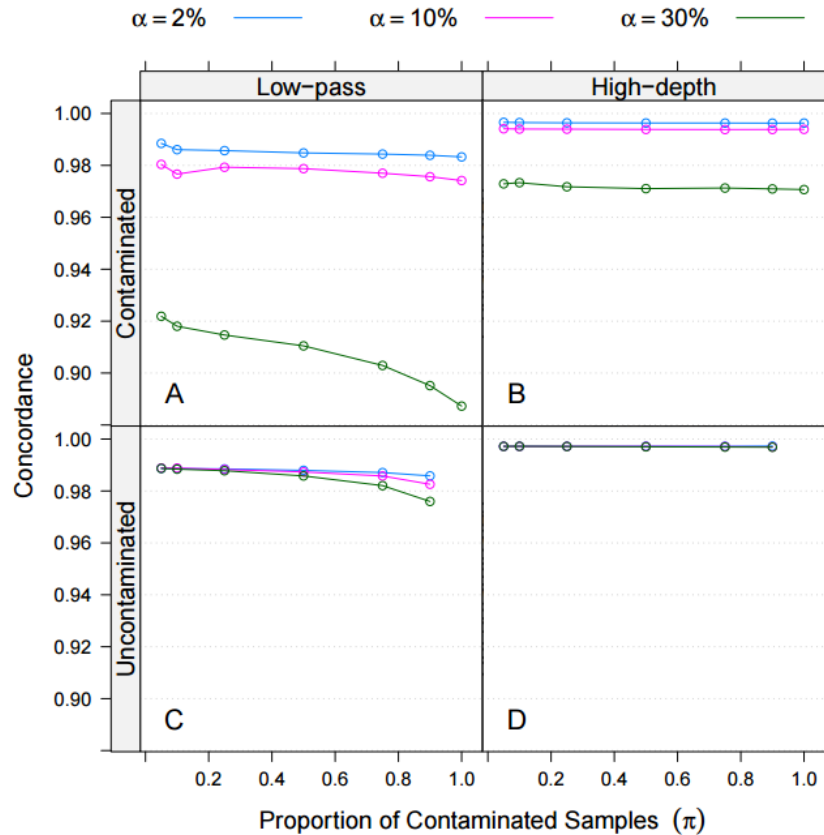 α = 2% α = 10% α = 30%
Low−pass High−depth
Concordance
Contaminated
1.00
0.98
0.96
0.94
0.92
0.90
A B
Uncontaminated
1.00
0.98
0.96
0.94
0.92
0.90
C D
0.2 0.4 0.6 0.8 1.0 0.2 0.4 0.6 0.8 1.0
Proportion of Contaminated Samples (π)